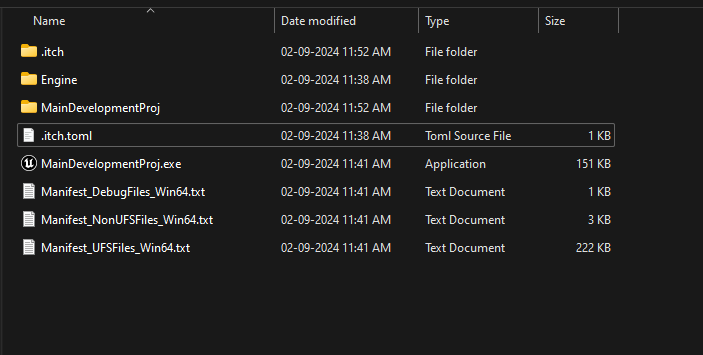 Name Date modified Type Size
.itch 02-09-2024 11:52 AM File folder
Engine 02-09-2024 11:38 AM File folder
MainDevelopmentProj 02-09-2024 11:52 AM File folder
.itch.toml 02-09-2024 11:38 AM Toml Source File 1 KB
MainDevelopmentProj.exe 02-09-2024 11:41 AM Application 151 KB
Manifest_DebugFiles_Win64.txt 02-09-2024 11:41 AM Text Document 1 KB
Manifest_NonUFSFiles_Win64.txt 02-09-2024 11:41 AM Text Document 3 KB
Manifest_UFSFiles_Win64.txt 02-09-2024 11:41 AM Text Document 222 KB